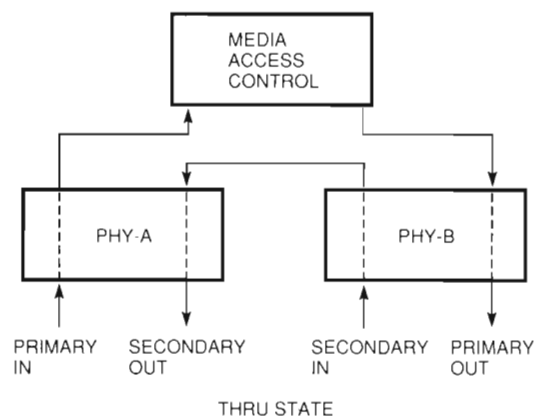 MEDIA
ACCESS
CONTROL
PHY-A
PHY-B
PRIMARY
IN
SECONDARY
OUT
SECONDARY
IN
PRIMARY
OUT
THRU STATE